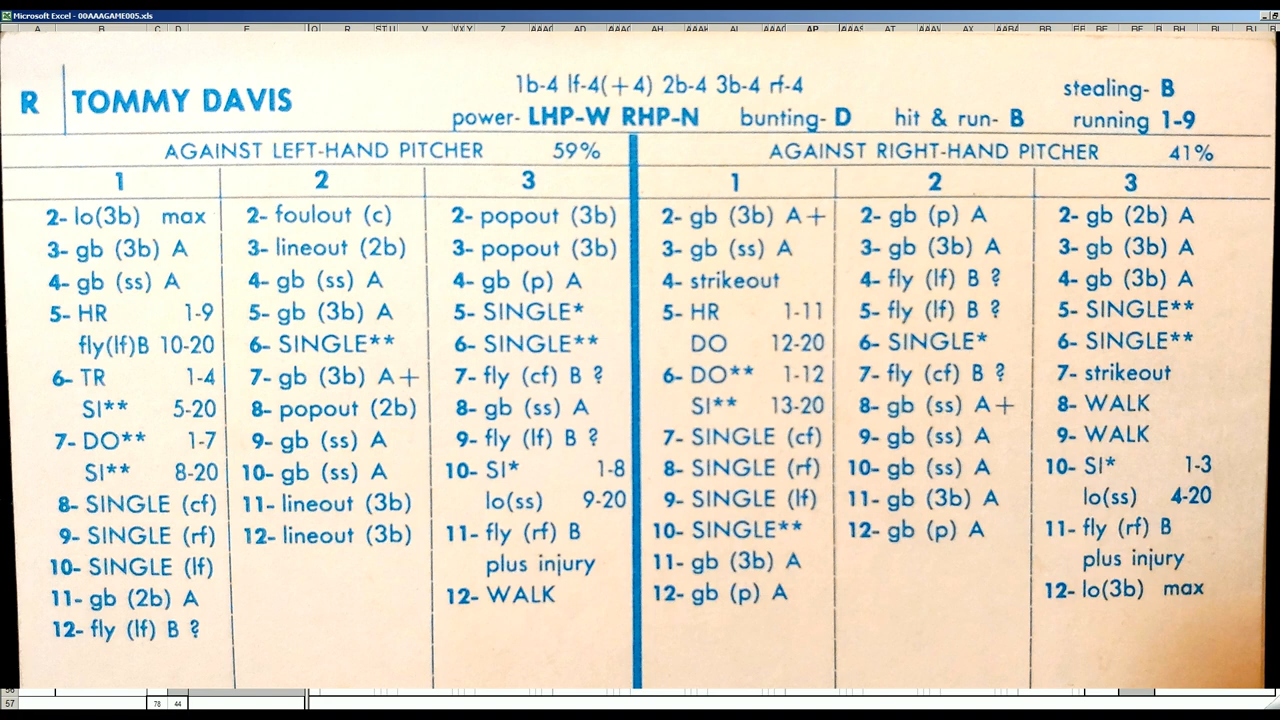 Microsoft Excel - 00AAAGAME005.xls
R TOMMY DAVIS
1b-4 lf-4(+4) 2b-4 3b-4 rf-4
stealing- B
power- LHP-W RHP-N bunting- D hit & run- B running 1-9
AGAINST LEFT-HAND PITCHER 59%
1 2 3
2- lo(3b) max
3- gb (3b) A
4- gb (ss) A
5- HR 1-9
fly(lf)B 10-20
6- TR 1-4
SI** 5-20
7- DO** 1-7
SI** 8-20
8- SINGLE (cf)
9- SINGLE (rf)
10- SINGLE (lf)
11- gb (2b) A
12- fly (lf) B ?
2- foulout (c)
3- lineout (2b)
4- gb (ss) A
5- gb (3b) A
6- SINGLE**
7- gb (3b) A+
8- popout (2b)
9- gb (ss) A
10- gb (ss) A
11- lineout (3b)
12- lineout (3b)
2- popout (3b)
3- popout (3b)
4- gb (p) A
5- SINGLE*
6- SINGLE**
7- fly (cf) B ?
8- gb (ss) A
9- fly (lf) B ?
10- SI* 1-8
lo(ss) 9-20
11- fly (rf) B
plus injury
12- WALK
AGAINST RIGHT-HAND PITCHER 41%
1 2 3
2- gb (3b) A+
3- gb (ss) A
4- strikeout
5- HR 1-11
DO 12-20
6- DO** 1-12
SI** 13-20
7- SINGLE (cf)
8- SINGLE (rf)
9- SINGLE (lf)
10- SINGLE**
11- gb (3b) A
12- gb (p) A
2- gb (p) A
3- gb (3b) A
4- fly (lf) B ?
5- fly (lf) B ?
6- SINGLE*
7- fly (cf) B ?
8- gb (ss) A+
9- gb (ss) A
10- gb (ss) A
11- gb (3b) A
12- gb (p) A
2- gb (2b) A
3- gb (3b) A
4- gb (3b) A
5- SINGLE**
6- SINGLE**
7- strikeout
8- WALK
9- WALK
10- SI* 1-3
lo(ss) 4-20
11- fly (rf) B
plus injury
12- lo(3b) max
57 78 44